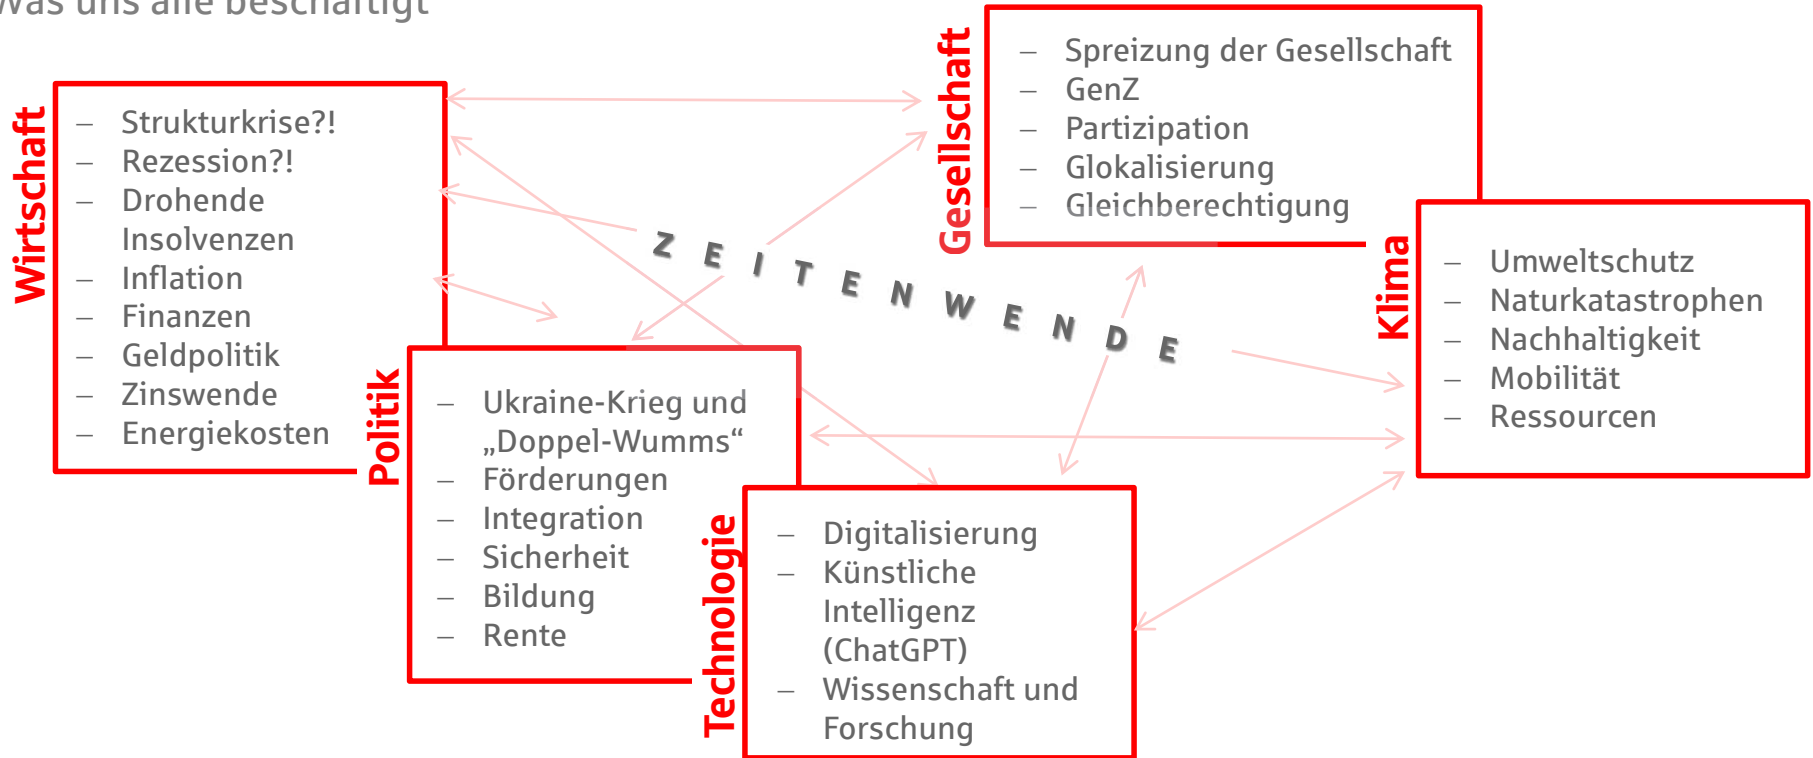 Was uns alle beschäftigt
Wirtschaft
– Strukturkrise?!
– Rezession?!
– Drohende
Insolvenzen
– Inflation
– Finanzen
– Geldpolitik
– Zinswende
– Energiekosten
Politik
– Ukraine-Krieg und
„Doppel-Wumms“
– Förderungen
– Integration
– Sicherheit
– Bildung
– Rente
Technologie
– Digitalisierung
– Künstliche
Intelligenz
(ChatGPT)
– Wissenschaft und
Forschung
ZEITENWENDE
Gesellschaft
– Spreizung der Gesellschaft
– GenZ
– Partizipation
– Glokalisierung
– Gleichberechtigung
Klima
– Umweltschutz
– Naturkatastrophen
– Nachhaltigkeit
– Mobilität
– Ressourcen